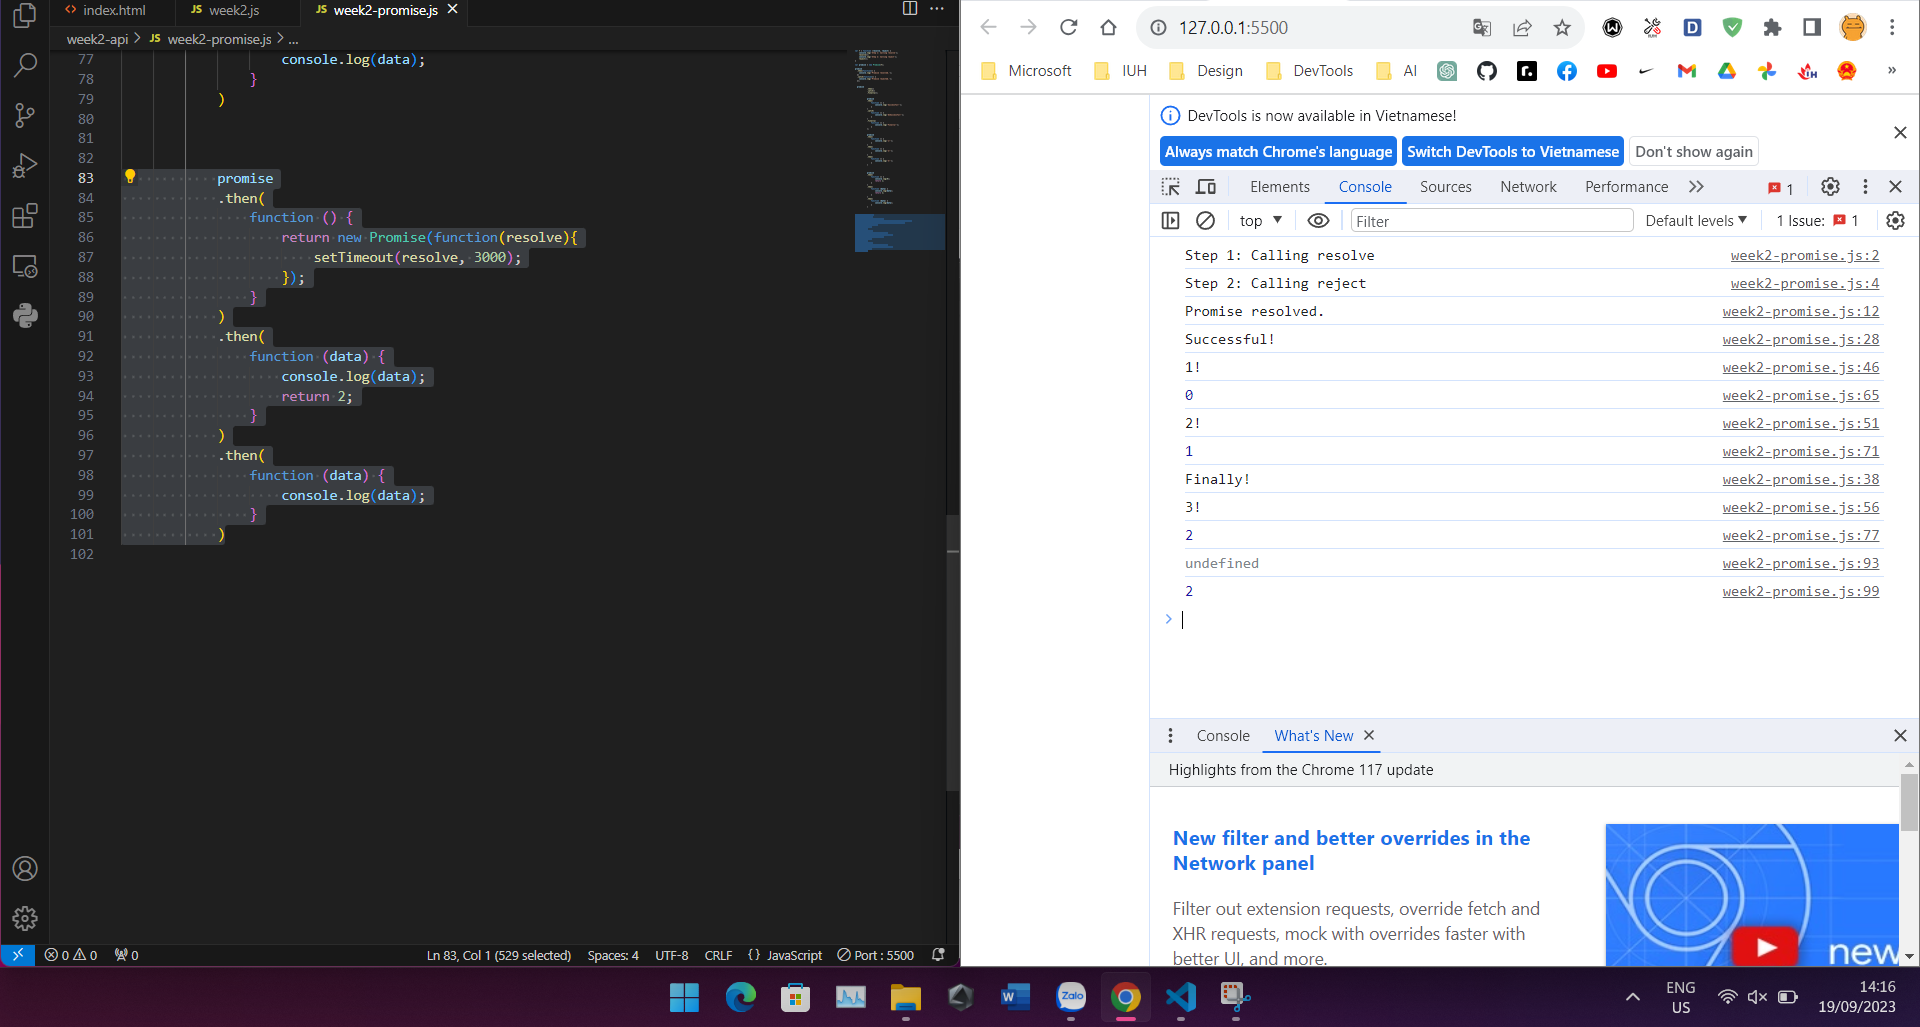 index.html
JS week2.js
JS week2-promise.js
week2-api > JS week2-promise.js > ...
77 console.log(data);
78 }
79 )
80
81
82
83 promise
84 .then(
85 function () {
86 return new Promise(function(resolve){
87 setTimeout(resolve, 3000);
88 });
89 }
90 )
91 .then(
92 function (data) {
93 console.log(data);
94 return 2;
95 }
96 )
97 .then(
98 function (data) {
99 console.log(data);
100 }
101 )
102
0 0 0
Ln 83, Col 1 (529 selected) Spaces: 4 UTF-8 CRLF {} JavaScript Port : 5500
127.0.0.1:5500
Microsoft IUH Design DevTools AI
DevTools is now available in Vietnamese!
Always match Chrome's language Switch DevTools to Vietnamese Don't show again
Elements Console Sources Network Performance 1
top Filter Default levels 1 Issue: 1
Step 1: Calling resolve week2-promise.js:2
Step 2: Calling reject week2-promise.js:4
Promise resolved. week2-promise.js:12
Successful! week2-promise.js:28
1! week2-promise.js:46
0 week2-promise.js:65
2! week2-promise.js:51
1 week2-promise.js:71
Finally! week2-promise.js:38
3! week2-promise.js:56
2 week2-promise.js:77
undefined week2-promise.js:93
2 week2-promise.js:99
Console What's New
Highlights from the Chrome 117 update
New filter and better overrides in the
Network panel
Filter out extension requests, override fetch and
XHR requests, mock with overrides faster with
better UI, and more.
new
Zalo
ENG
US
14:16
19/09/2023